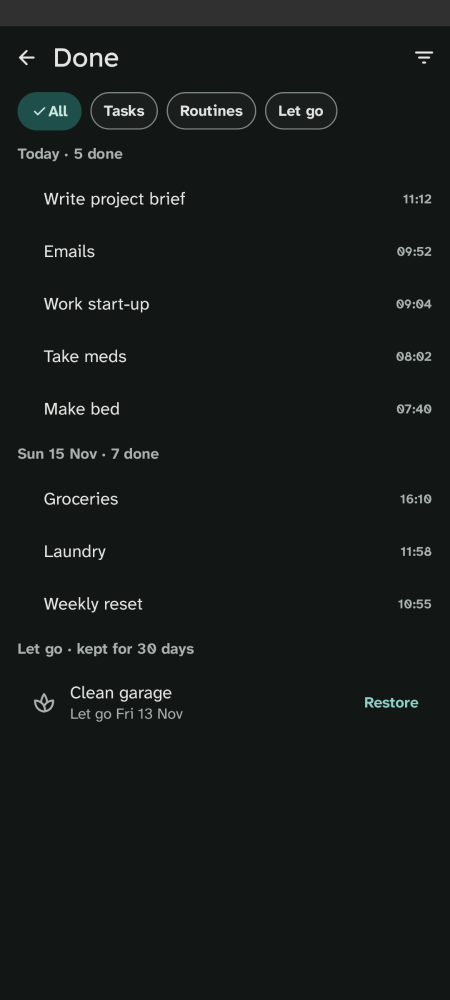 Done
All
Tasks
Routines
Let go
Today · 5 done
Write project brief 11:12
Emails 09:52
Work start-up 09:04
Take meds 08:02
Make bed 07:40
Sun 15 Nov · 7 done
Groceries 16:10
Laundry 11:58
Weekly reset 10:55
Let go · kept for 30 days
Clean garage
Let go Fri 13 Nov
Restore